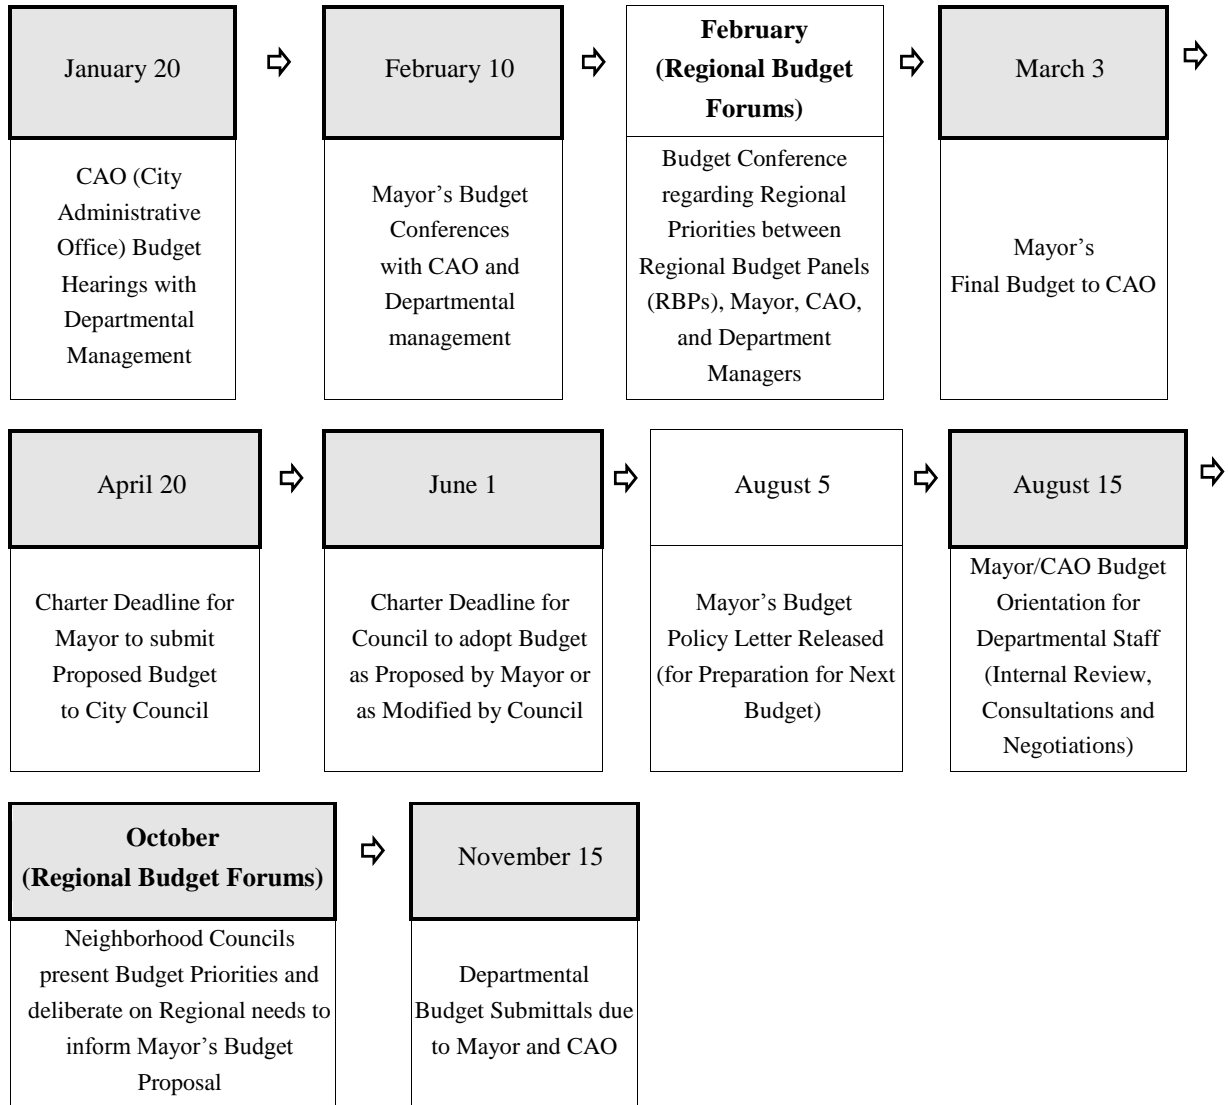 January 20
CAO (City
Administrative
Office) Budget
Hearings with
Departmental
Management
February 10
Mayor’s Budget
Conferences
with CAO and
Departmental
management
February
(Regional Budget
Forums)
Budget Conference
regarding Regional
Priorities between
Regional Budget Panels
(RBPs), Mayor, CAO,
and Department
Managers
March 3
Mayor’s
Final Budget to CAO
April 20
Charter Deadline for
Mayor to submit
Proposed Budget
to City Council
June 1
Charter Deadline for
Council to adopt Budget
as Proposed by Mayor or
as Modified by Council
August 5
Mayor’s Budget
Policy Letter Released
(for Preparation for Next
Budget)
August 15
Mayor/CAO Budget
Orientation for
Departmental Staff
(Internal Review,
Consultations and
Negotiations)
October
(Regional Budget Forums)
Neighborhood Councils
present Budget Priorities and
deliberate on Regional needs to
inform Mayor’s Budget
Proposal
November 15
Departmental
Budget Submittals due
to Mayor and CAO